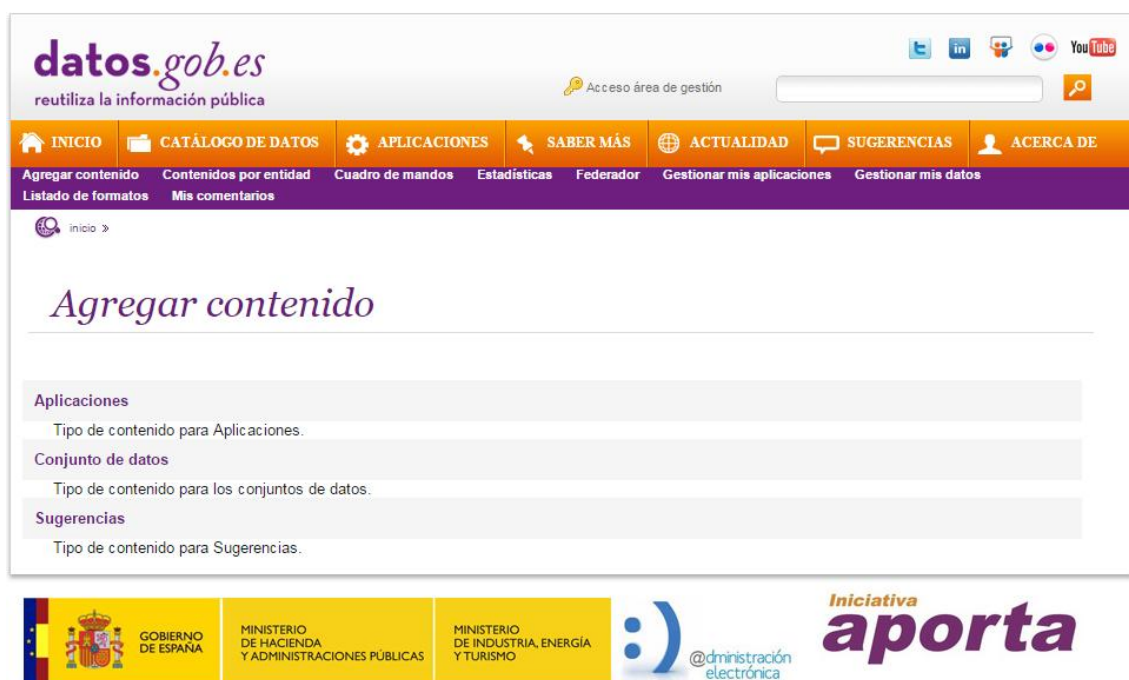 datos.gob.es
reutiliza la información pública
You Tube
Acceso área de gestión
INICIO CATÁLOGO DE DATOS APLICACIONES SABER MÁS ACTUALIDAD SUGERENCIAS ACERCA DE
Agregar contenido Contenidos por entidad Cuadro de mandos Estadísticas Federador Gestionar mis aplicaciones Gestionar mis datos
Listado de formatos Mis comentarios
inicio »
Agregar contenido
Aplicaciones
Tipo de contenido para Aplicaciones.
Conjunto de datos
Tipo de contenido para los conjuntos de datos.
Sugerencias
Tipo de contenido para Sugerencias.
GOBIERNO
DE ESPAÑA
MINISTERIO
DE HACIENDA
Y ADMINISTRACIONES PÚBLICAS
MINISTERIO
DE INDUSTRIA, ENERGÍA
Y TURISMO
:)
@dministración
electrónica
Iniciativa
aporta